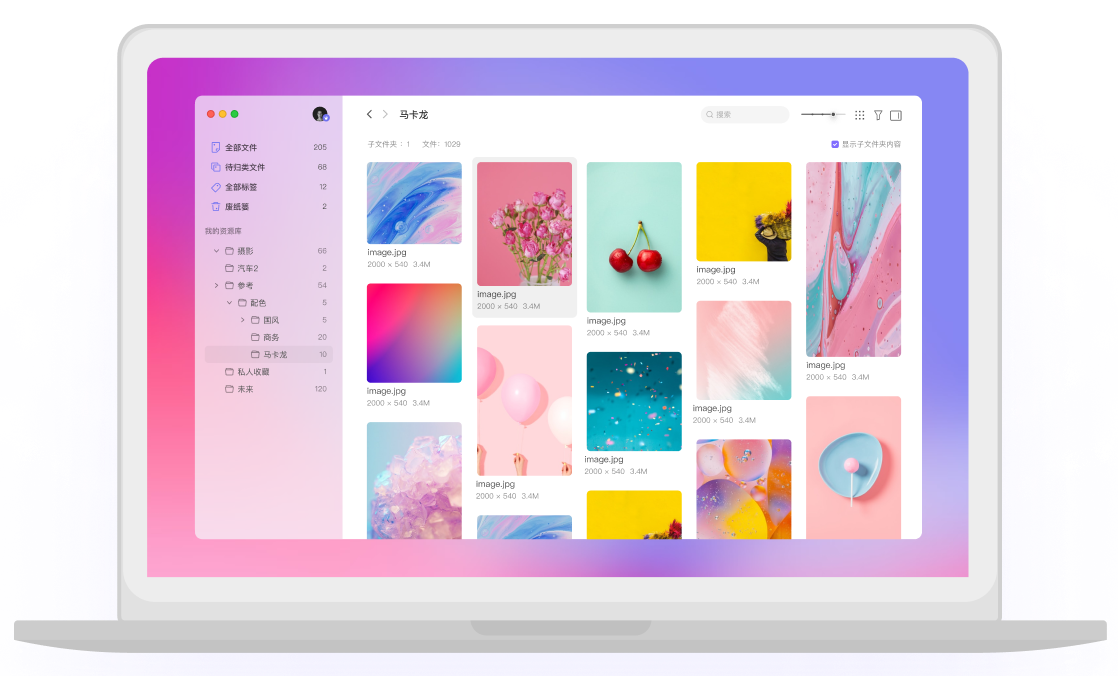 马卡龙
搜索
子文件夹 : 1 文件: 1029
显示子文件夹内容
全部文件 205
待归类文件 68
全部标签 12
废纸篓 2
我的资源库
摄影 66
汽车2 2
参考 54
配色 5
国风 5
商务 20
马卡龙 10
私人收藏 1
未来 120
image.jpg
2000 × 540 3.4M
image.jpg
2000 × 540 3.4M
image.jpg
2000 × 540 3.4M
image.jpg
2000 × 540 3.4M
image.jpg
2000 × 540 3.4M
image.jpg
2000 × 540 3.4M
image.jpg
2000 × 540 3.4M
image.jpg
2000 × 540 3.4M
image.jpg
2000 × 540 3.4M